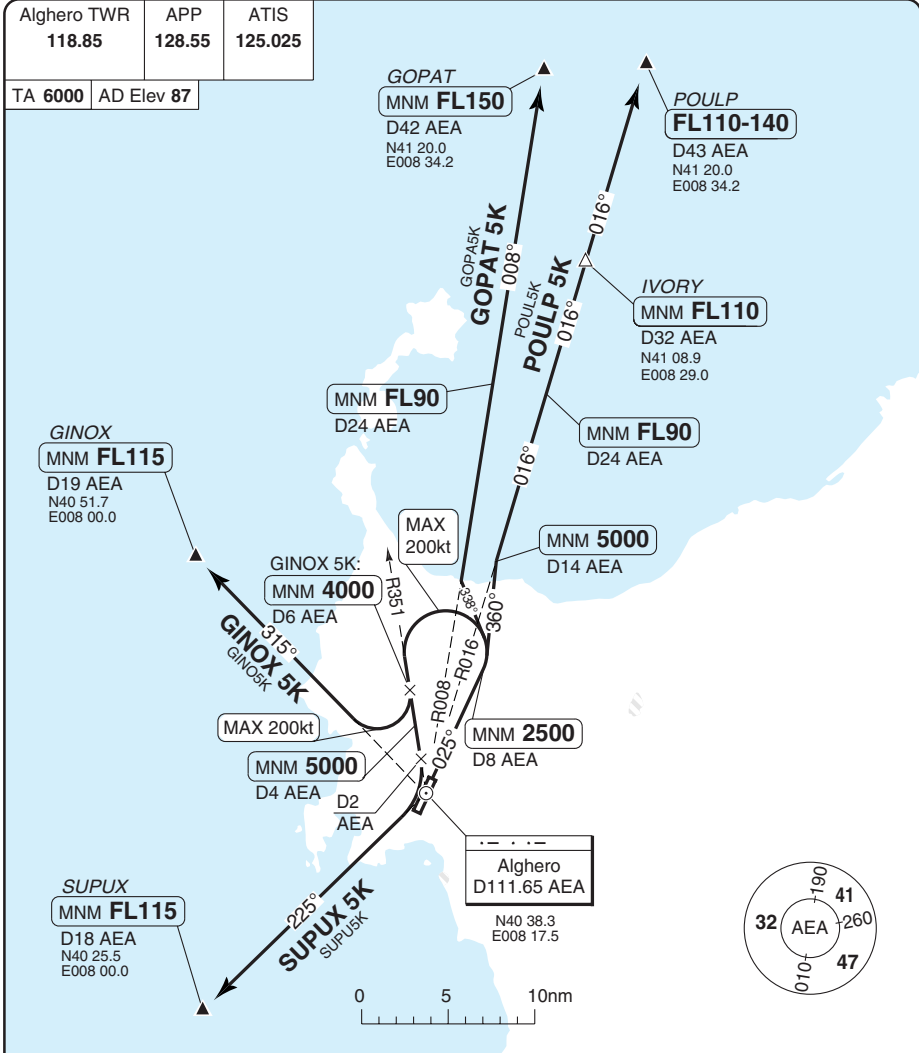 Alghero TWR
118.85
APP
128.55
ATIS
125.025
TA 6000
AD Elev 87
GOPAT
MNM FL150
D42 AEA
N41 20.0
E008 34.2
POULP
FL110-140
D43 AEA
N41 20.0
E008 34.2
GOPA5K
GOPAT 5K
008°
POUL5K
POULP 5K
016°
016°
016°
IVORY
MNM FL110
D32 AEA
N41 08.9
E008 29.0
MNM FL90
D24 AEA
MNM FL90
D24 AEA
GINOX
MNM FL115
D19 AEA
N40 51.7
E008 00.0
MAX
200kt
MNM 5000
D14 AEA
GINOX 5K:
MNM 4000
D6 AEA
R351
338°
360°
R016
R008
025°
315°
GINOX 5K
GINO5K
MAX 200kt
MNM 2500
D8 AEA
MNM 5000
D4 AEA
D2
AEA
Alghero
D111.65 AEA
N40 38.3
E008 17.5
225°
SUPUX 5K
SUPU5K
SUPUX
MNM FL115
D18 AEA
N40 25.5
E008 00.0
190
41
32
AEA
260
47
010
0 5 10nm